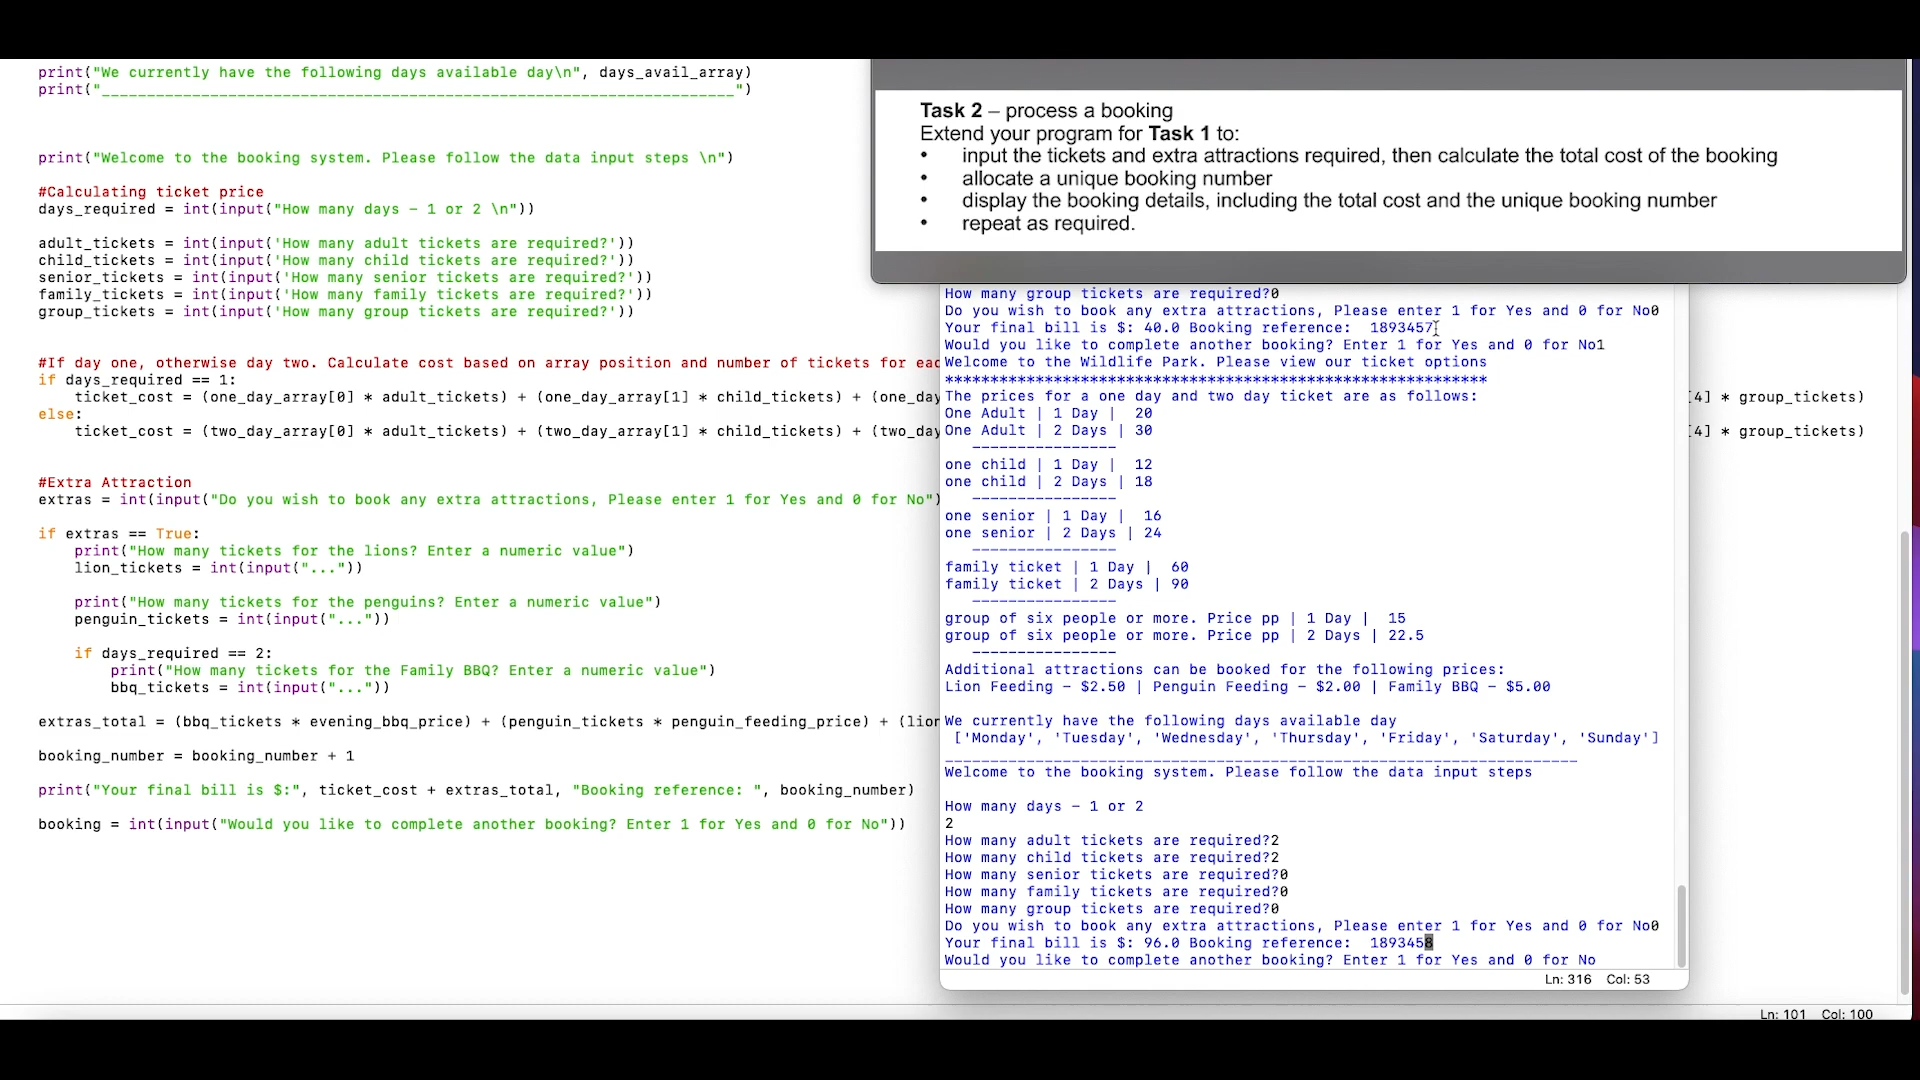 print("We currently have the following days available day\n", days_avail_array)
print("_________________________________________________________________________")
print("Welcome to the booking system. Please follow the data input steps \n")
#Calculating ticket price
days_required = int(input("How many days - 1 or 2 \n"))
adult_tickets = int(input('How many adult tickets are required?'))
child_tickets = int(input('How many child tickets are required?'))
senior_tickets = int(input('How many senior tickets are required?'))
family_tickets = int(input('How many family tickets are required?'))
group_tickets = int(input('How many group tickets are required?'))
#If day one, otherwise day two. Calculate cost based on array position and number of tickets for eac
if days_required == 1:
    ticket_cost = (one_day_array[0] * adult_tickets) + (one_day_array[1] * child_tickets) + (one_day
[4] * group_tickets)
else:
    ticket_cost = (two_day_array[0] * adult_tickets) + (two_day_array[1] * child_tickets) + (two_day
[4] * group_tickets)
#Extra Attraction
extras = int(input("Do you wish to book any extra attractions, Please enter 1 for Yes and 0 for No")
if extras == True:
    print("How many tickets for the lions? Enter a numeric value")
    lion_tickets = int(input("..."))
    print("How many tickets for the penguins? Enter a numeric value")
    penguin_tickets = int(input("..."))
    if days_required == 2:
        print("How many tickets for the Family BBQ? Enter a numeric value")
        bbq_tickets = int(input("..."))
extras_total = (bbq_tickets * evening_bbq_price) + (penguin_tickets * penguin_feeding_price) + (lion
booking_number = booking_number + 1
print("Your final bill is $:", ticket_cost + extras_total, "Booking reference: ", booking_number)
booking = int(input("Would you like to complete another booking? Enter 1 for Yes and 0 for No"))
Task 2 – process a booking
Extend your program for Task 1 to:
• input the tickets and extra attractions required, then calculate the total cost of the booking
• allocate a unique booking number
• display the booking details, including the total cost and the unique booking number
• repeat as required.
How many group tickets are required?0
Do you wish to book any extra attractions, Please enter 1 for Yes and 0 for No0
Your final bill is $: 40.0 Booking reference:  1893457
Would you like to complete another booking? Enter 1 for Yes and 0 for No1
Welcome to the Wildlife Park. Please view our ticket options
************************************************************
The prices for a one day and two day ticket are as follows:
One Adult | 1 Day |  20
One Adult | 2 Days | 30
----------------
one child | 1 Day |  12
one child | 2 Days | 18
----------------
one senior | 1 Day |  16
one senior | 2 Days | 24
----------------
family ticket | 1 Day |  60
family ticket | 2 Days | 90
----------------
group of six people or more. Price pp | 1 Day |  15
group of six people or more. Price pp | 2 Days | 22.5
----------------
Additional attractions can be booked for the following prices:
Lion Feeding - $2.50 | Penguin Feeding - $2.00 | Family BBQ - $5.00
We currently have the following days available day
['Monday', 'Tuesday', 'Wednesday', 'Thursday', 'Friday', 'Saturday', 'Sunday']
______________________________________________________________________
Welcome to the booking system. Please follow the data input steps
How many days - 1 or 2
2
How many adult tickets are required?2
How many child tickets are required?2
How many senior tickets are required?0
How many family tickets are required?0
How many group tickets are required?0
Do you wish to book any extra attractions, Please enter 1 for Yes and 0 for No0
Your final bill is $: 96.0 Booking reference:  1893458
Would you like to complete another booking? Enter 1 for Yes and 0 for No
Ln: 316 Col: 53
Ln: 101 Col: 100